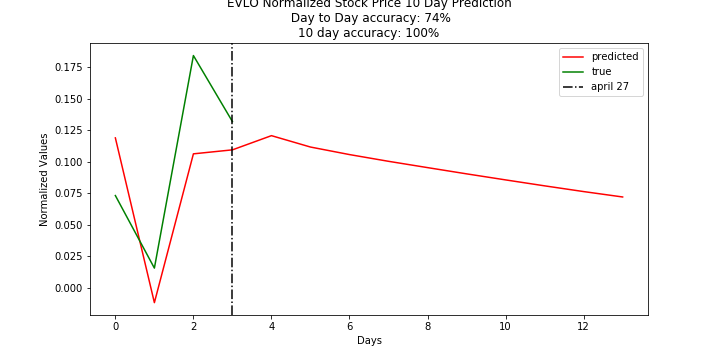 EVLO Normalized Stock Price 10 Day Prediction
Day to Day accuracy: 74%
10 day accuracy: 100%
predicted
true
april 27
Normalized Values
0.175
0.150
0.125
0.100
0.075
0.050
0.025
0.000
0 2 4 6 8 10 12
Days